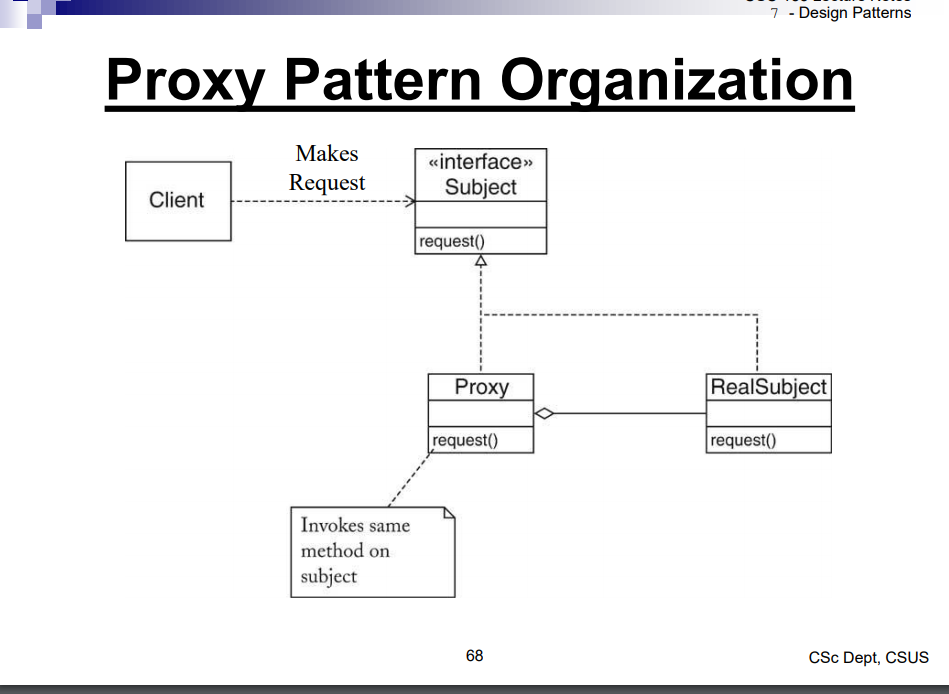 7 - Design Patterns
Proxy Pattern Organization
Makes
Request
Client
«interface»
Subject
request()
Proxy
request()
RealSubject
request()
Invokes same
method on
subject
68
CSc Dept, CSUS